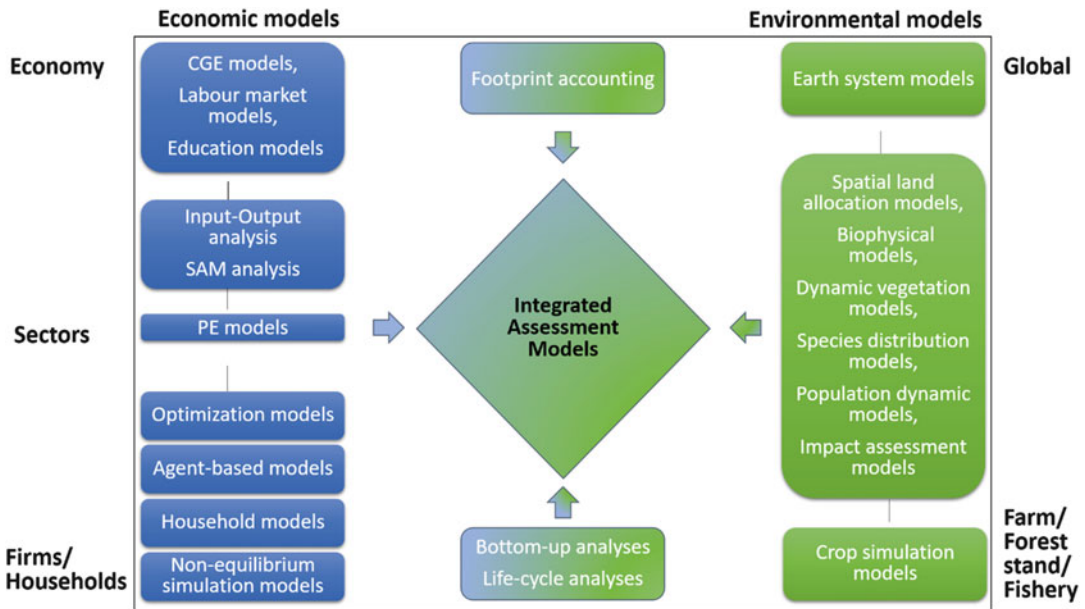 Economic models
Environmental models
Economy
CGE models,
Labour market
models,
Education models
Input-Output
analysis
SAM analysis
Sectors
PE models
Optimization models
Agent-based models
Household models
Firms/
Households
Non-equilibrium
simulation models
Footprint accounting
Integrated
Assessment
Models
Bottom-up analyses
Life-cycle analyses
Earth system models
Global
Spatial land
allocation models,
Biophysical
models,
Dynamic vegetation
models,
Species distribution
models,
Population dynamic
models,
Impact assessment
models
Crop simulation
models
Farm/
Forest
stand/
Fishery